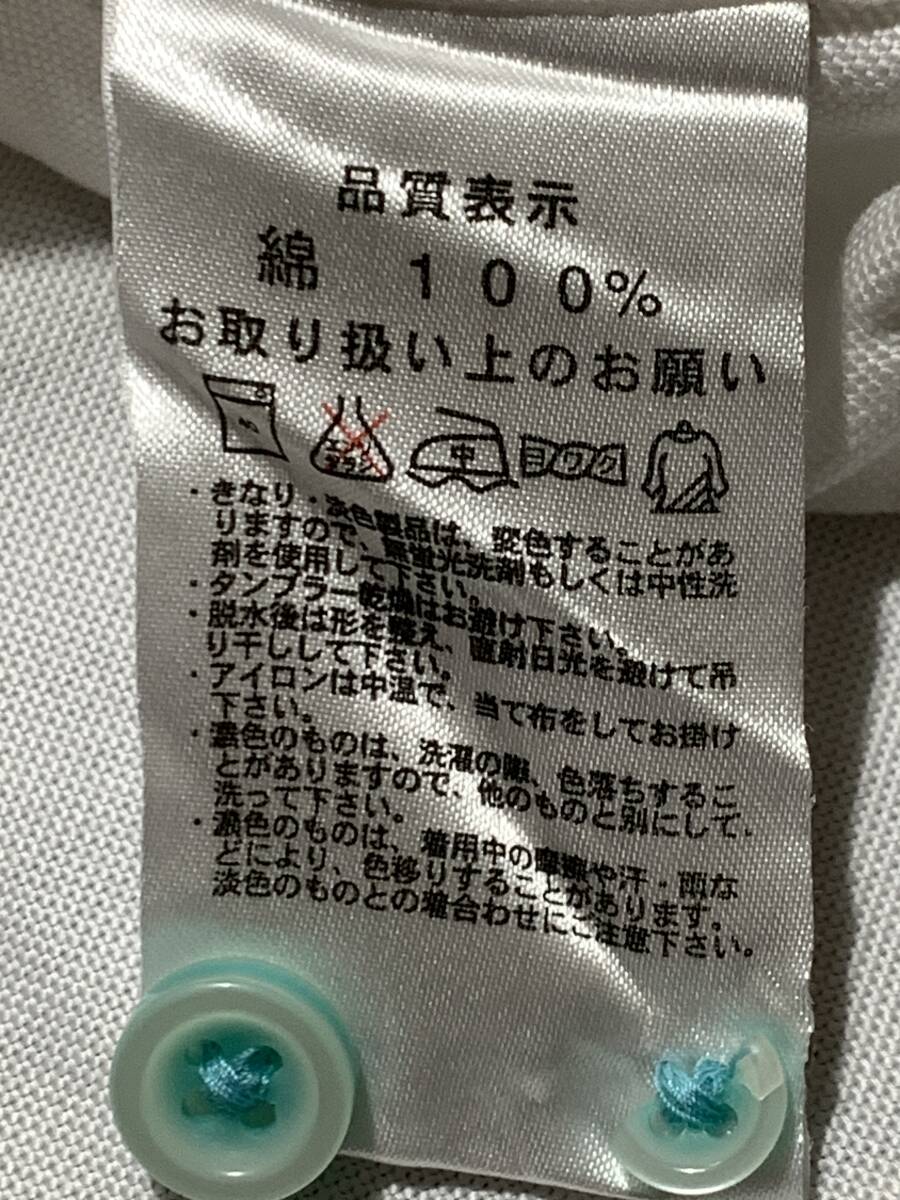 品質表示
綿 100%
お取り扱い上のお願い
エンソ
サラシ
中
ヨワク
・きなり・淡色製品は、変色することがあ
りますので、無蛍光洗剤もしくは中性洗
剤を使用して下さい。
・タンブラー乾燥はお避け下さい。
・脱水後は形を整え、直射日光を避けて吊
り干しして下さい。
・アイロンは中温で、当て布をしてお掛け
下さい。
・濃色のものは、洗濯の際、色落ちするこ
とがありますので、他のものと別にして、
洗って下さい。
・濃色のものは、着用中の摩擦や汗・雨な
どにより、色移りすることがあります。
淡色のものとの着合わせにご注意下さい。